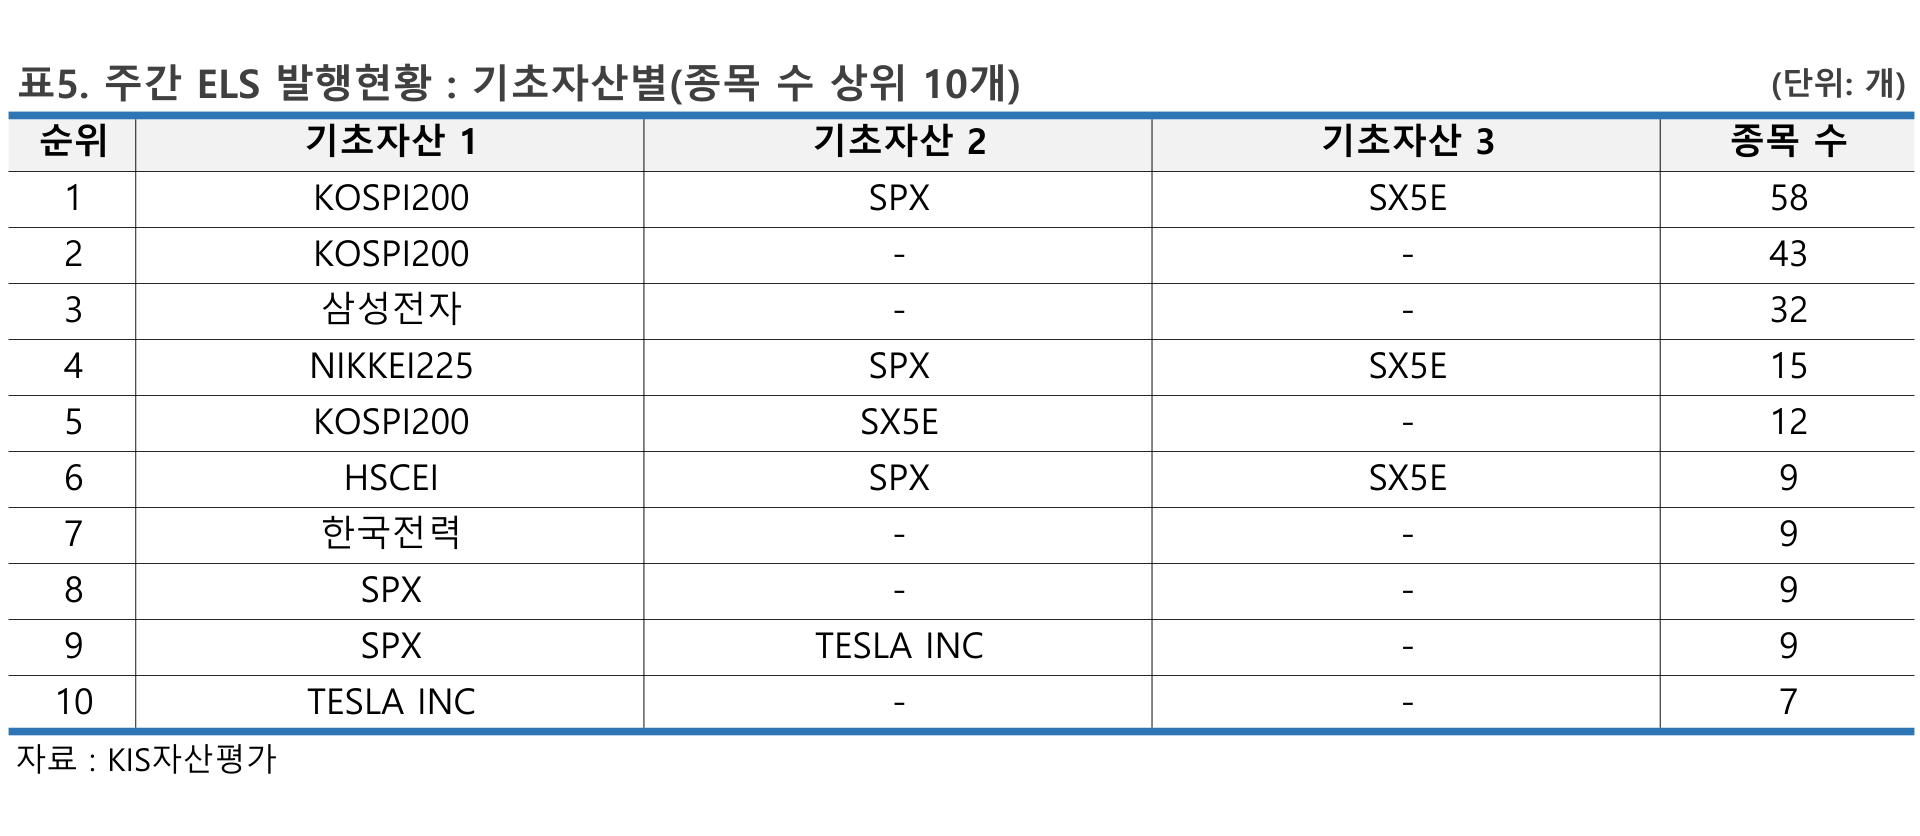 표5. 주간 ELS 발행현황 : 기초자산별(종목 수 상위 10개) (단위: 개)
순위 기초자산 1 기초자산 2 기초자산 3 종목 수
1 KOSPI200 SPX SX5E 58
2 KOSPI200 - - 43
3 삼성전자 - - 32
4 NIKKEI225 SPX SX5E 15
5 KOSPI200 SX5E - 12
6 HSCEI SPX SX5E 9
7 한국전력 - - 9
8 SPX - - 9
9 SPX TESLA INC - 9
10 TESLA INC - - 7
자료 : KIS자산평가